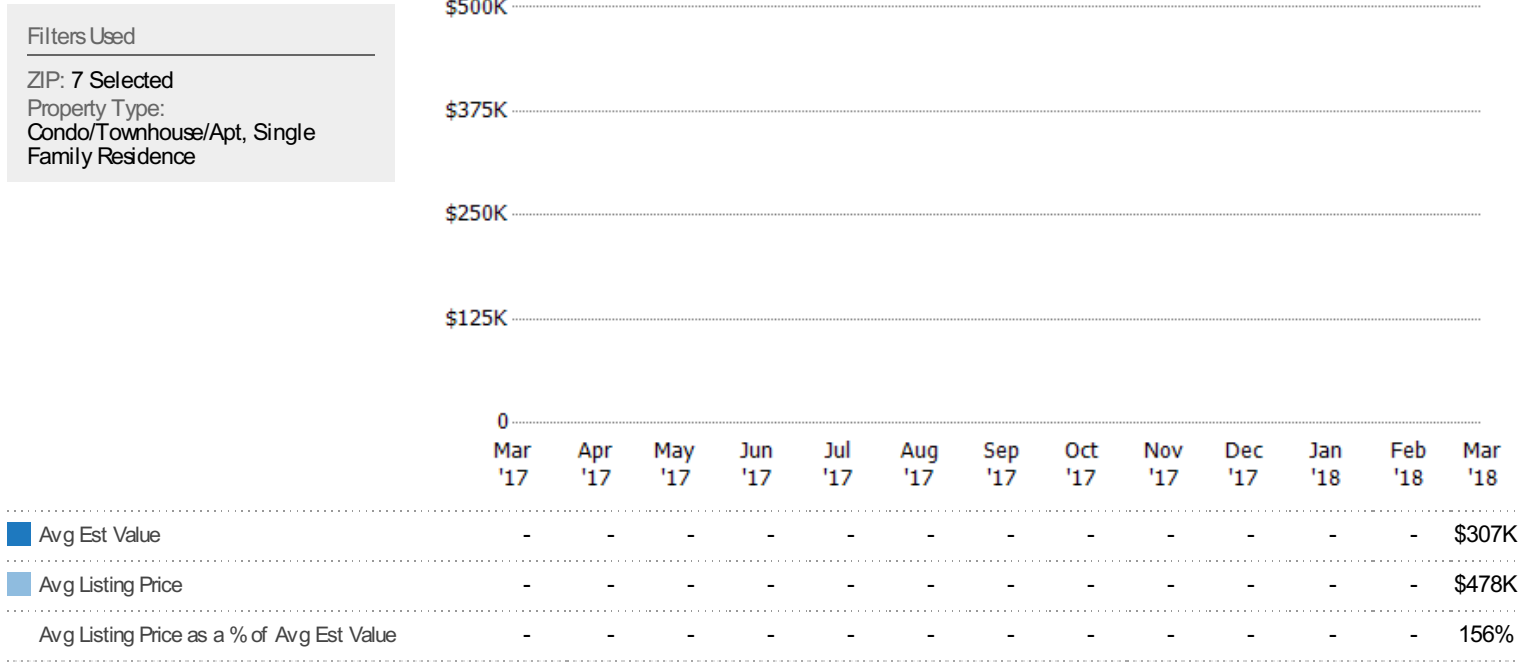 Filters Used
ZIP: 7 Selected
Property Type:
Condo/Townhouse/Apt, Single
Family Residence
$500K
$375K
$250K
$125K
0
Mar Apr May Jun Jul Aug Sep Oct Nov Dec Jan Feb Mar
'17 '17 '17 '17 '17 '17 '17 '17 '17 '17 '18 '18 '18
Avg Est Value - - - - - - - - - - - - $307K
Avg Listing Price - - - - - - - - - - - - $478K
Avg Listing Price as a % of Avg Est Value - - - - - - - - - - - - 156%